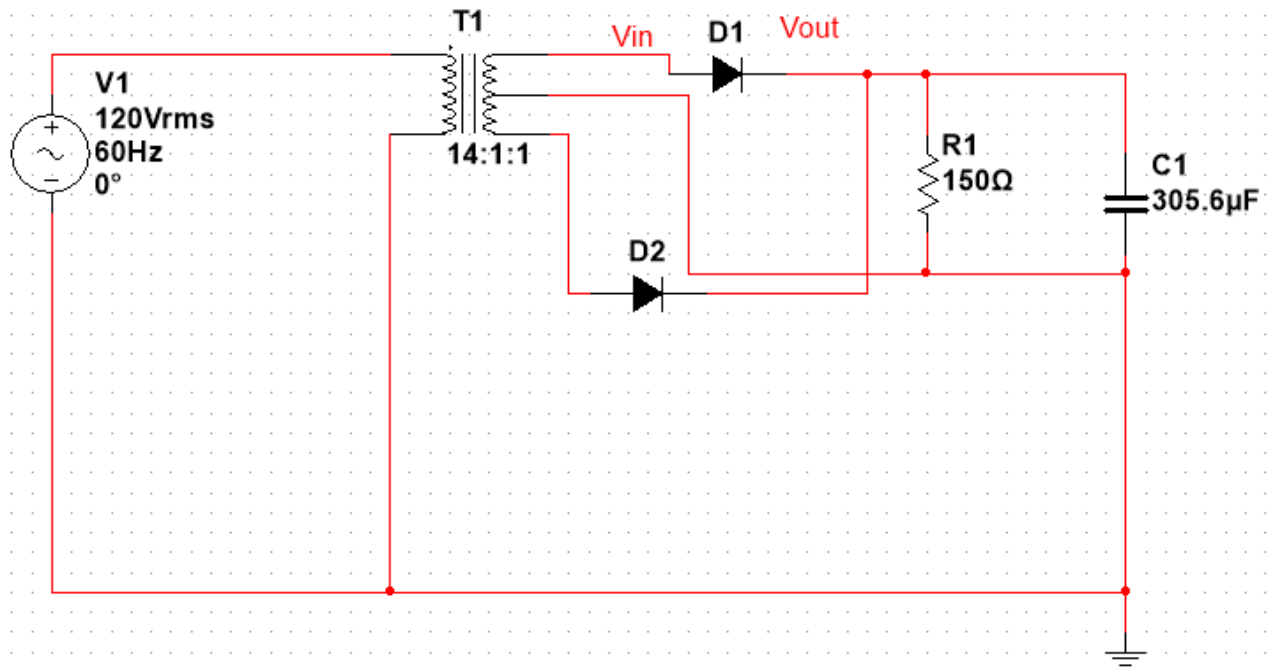 T1
Vin
D1
Vout
V1
120Vrms
60Hz
0°
14:1:1
R1
150Ω
C1
305.6µF
D2